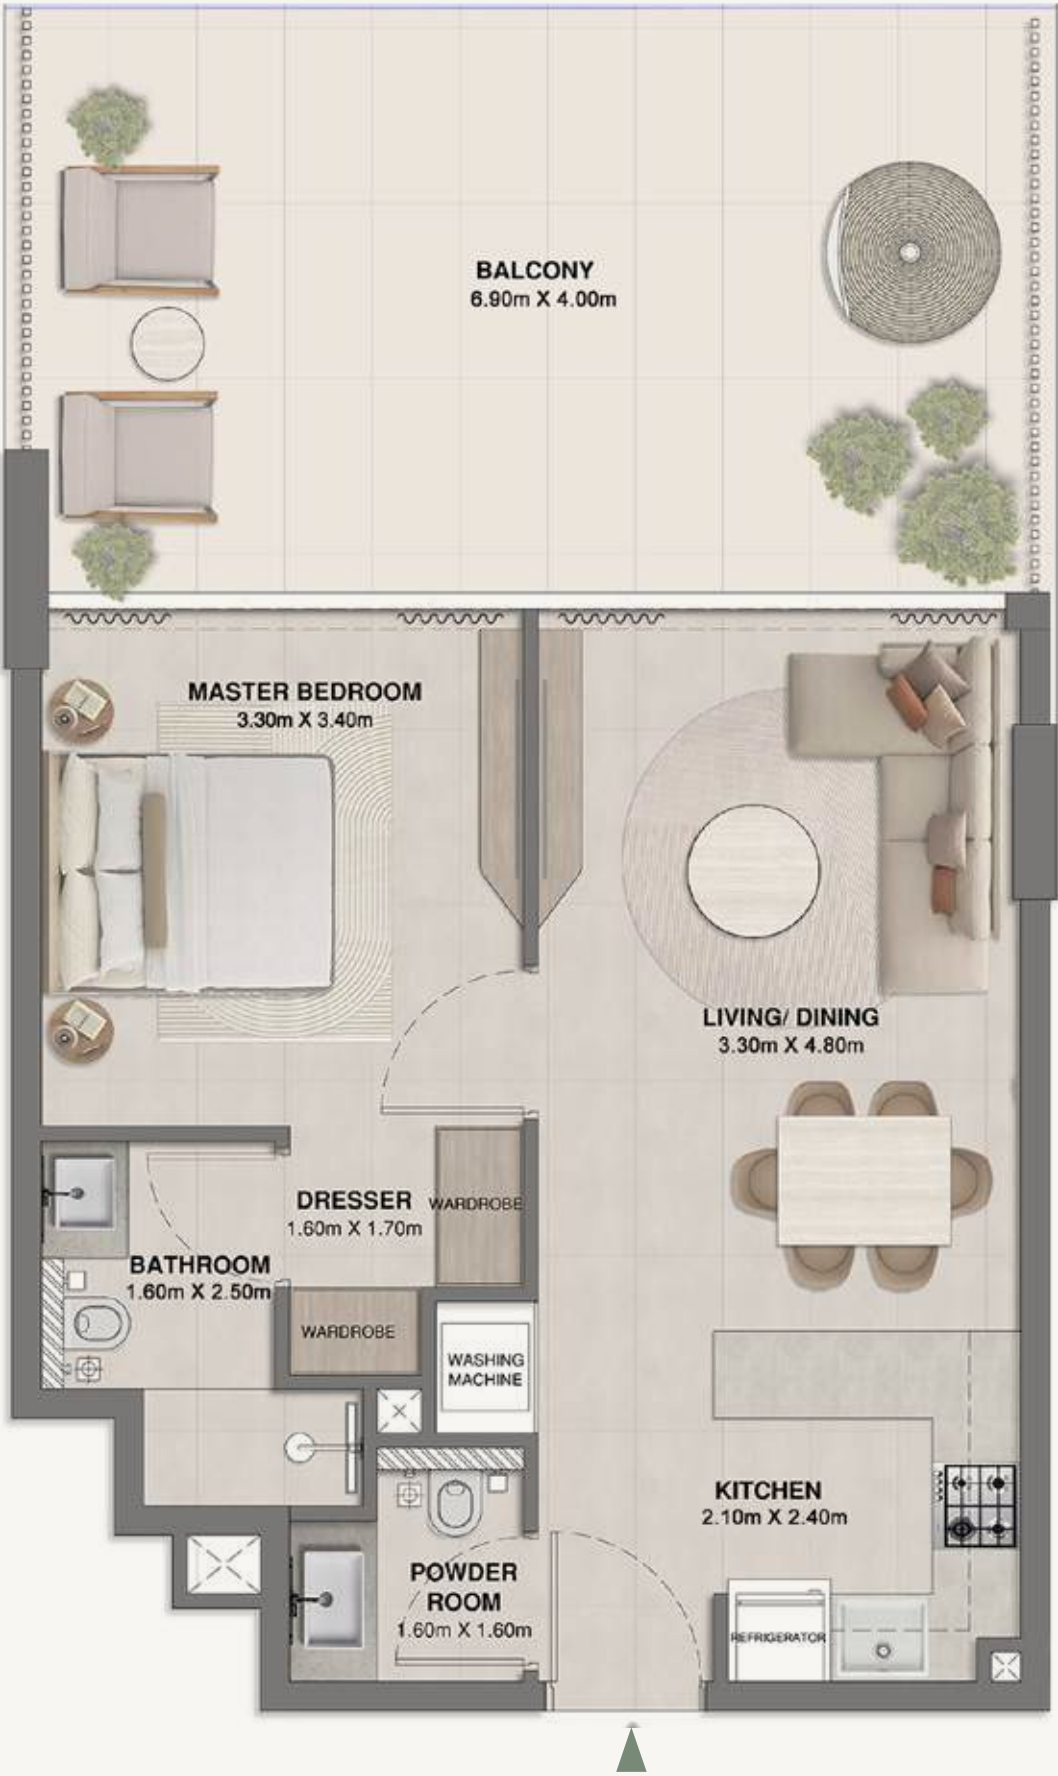 BALCONY
6.90m X 4.00m
MASTER BEDROOM
3.30m X 3.40m
LIVING/ DINING
3.30m X 4.80m
DRESSER
1.60m X 1.70m
WARDROBE
BATHROOM
1.60m X 2.50m
WARDROBE
WASHING
MACHINE
KITCHEN
2.10m X 2.40m
POWDER
ROOM
1.60m X 1.60m
REFRIGERATOR